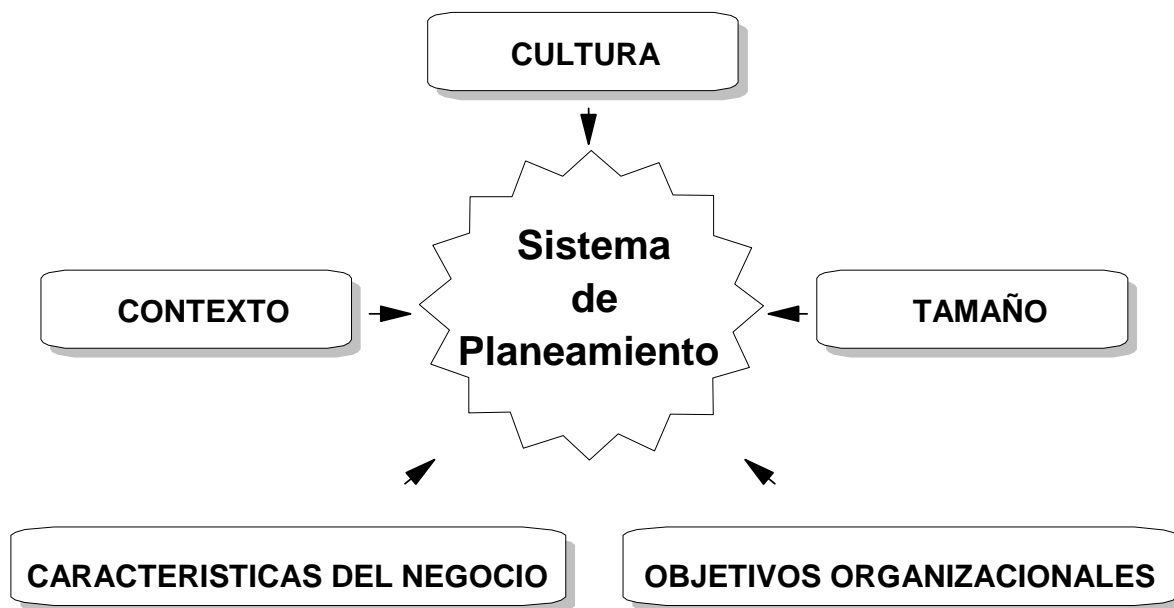 CULTURA
Sistema
de
Planeamiento
CONTEXTO
TAMAÑO
CARACTERISTICAS DEL NEGOCIO
OBJETIVOS ORGANIZACIONALES